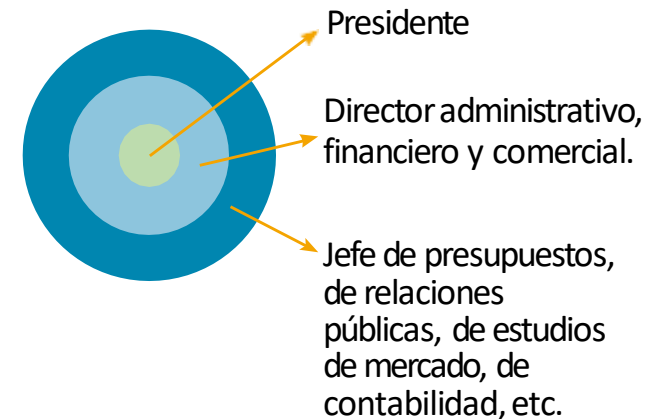 Presidente
Director administrativo,
financiero y comercial.
Jefe de presupuestos,
de relaciones
públicas, de estudios
de mercado, de
contabilidad, etc.